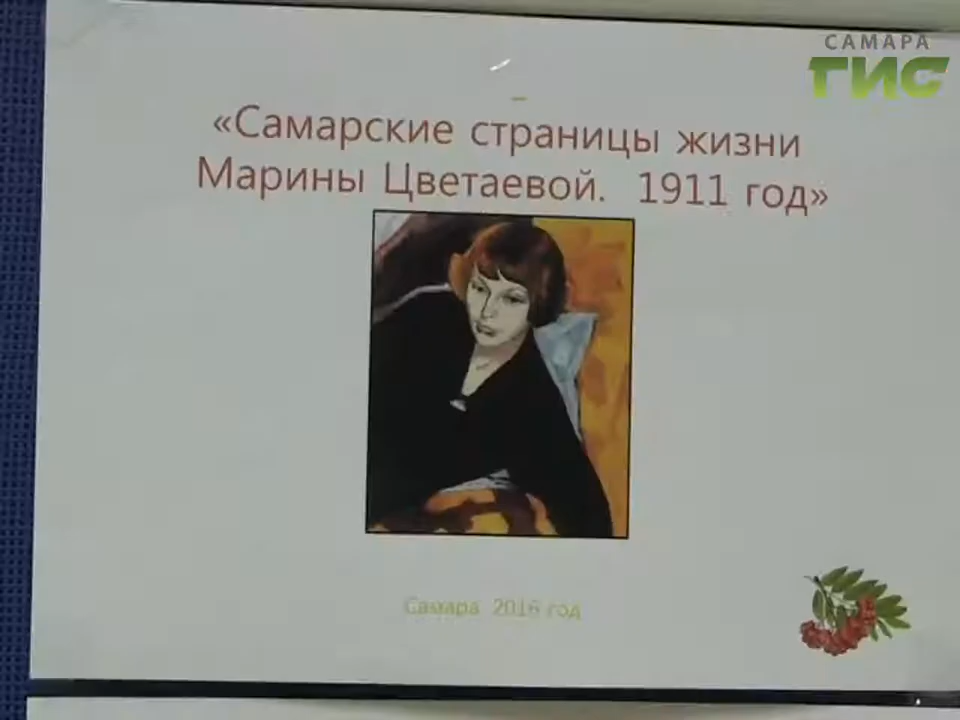 САМАРА
ГИС
«Самарские страницы жизни
Марины Цветаевой. 1911 год»
Самара 2016 год